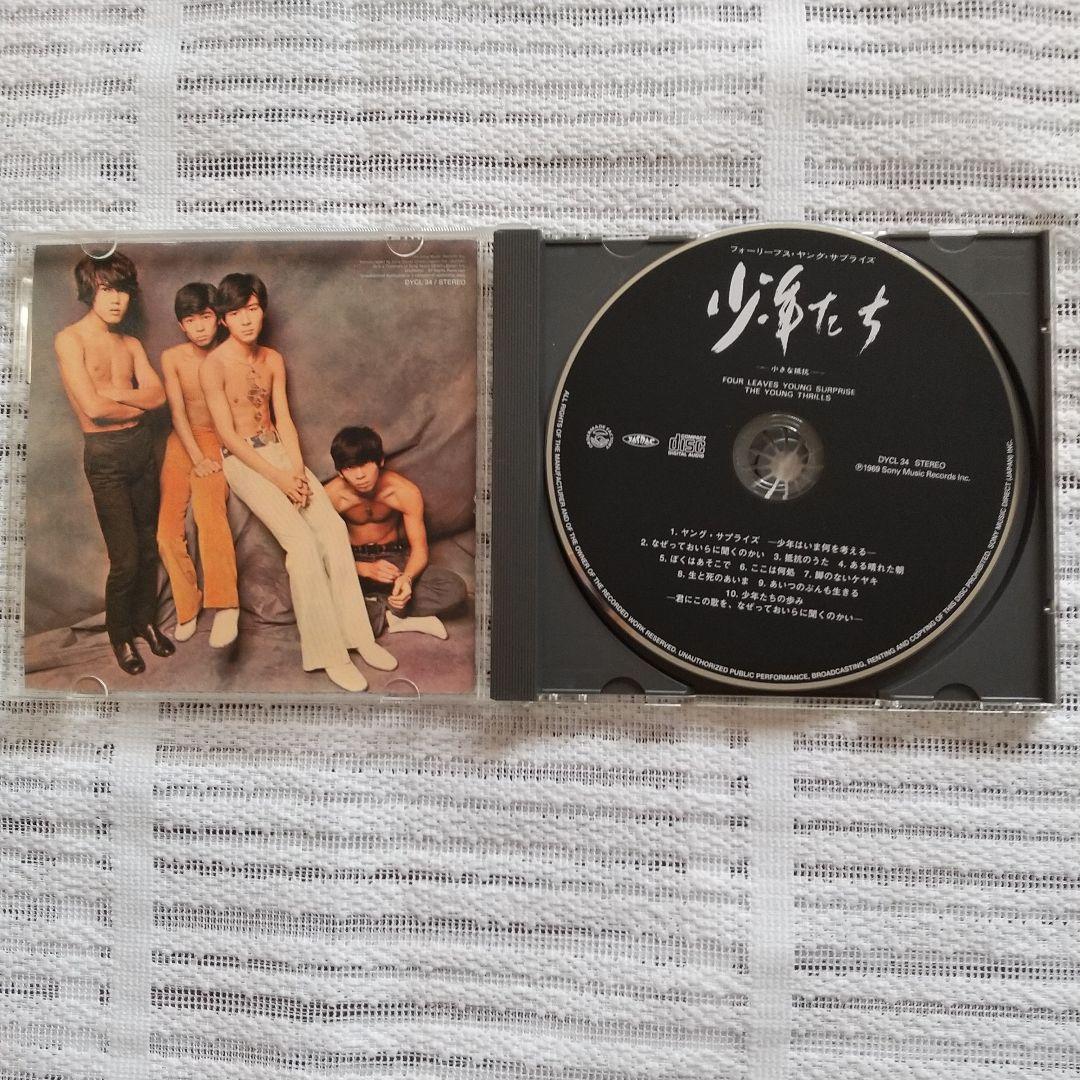 DYCL 34 / STEREO
フォーリーブス・ヤング・サプライズ
少年たち
小さな抵抗
FOUR LEAVES YOUNG SURPRISE
THE YOUNG THRILLS
JASRAC
COMPACT
disc
DIGITAL AUDIO
DYCL 34 STEREO
Ⓟ1969 Sony Music Records Inc.
1. ヤング・サプライズ ―少年はいま何を考える―
2. なぜっておいらに聞くのかい 3. 抵抗のうた 4. ある晴れた朝
5. ぼくはあそこで 6. ここは何処 7. 脚のないケヤキ
8. 生と死のあいま 9. あいつのぶんも生きる
10. 少年たちの歩み
―君にこの歌を、なぜっておいらに聞くのかい―
ALL RIGHTS OF THE MANUFACTURER AND OF THE OWNER OF THE RECORDED WORK RESERVED. UNAUTHORIZED PUBLIC PERFORMANCE, BROADCASTING, RENTING AND COPYING OF THIS DISC PROHIBITED. SONY MUSIC DIRECT (JAPAN) INC.